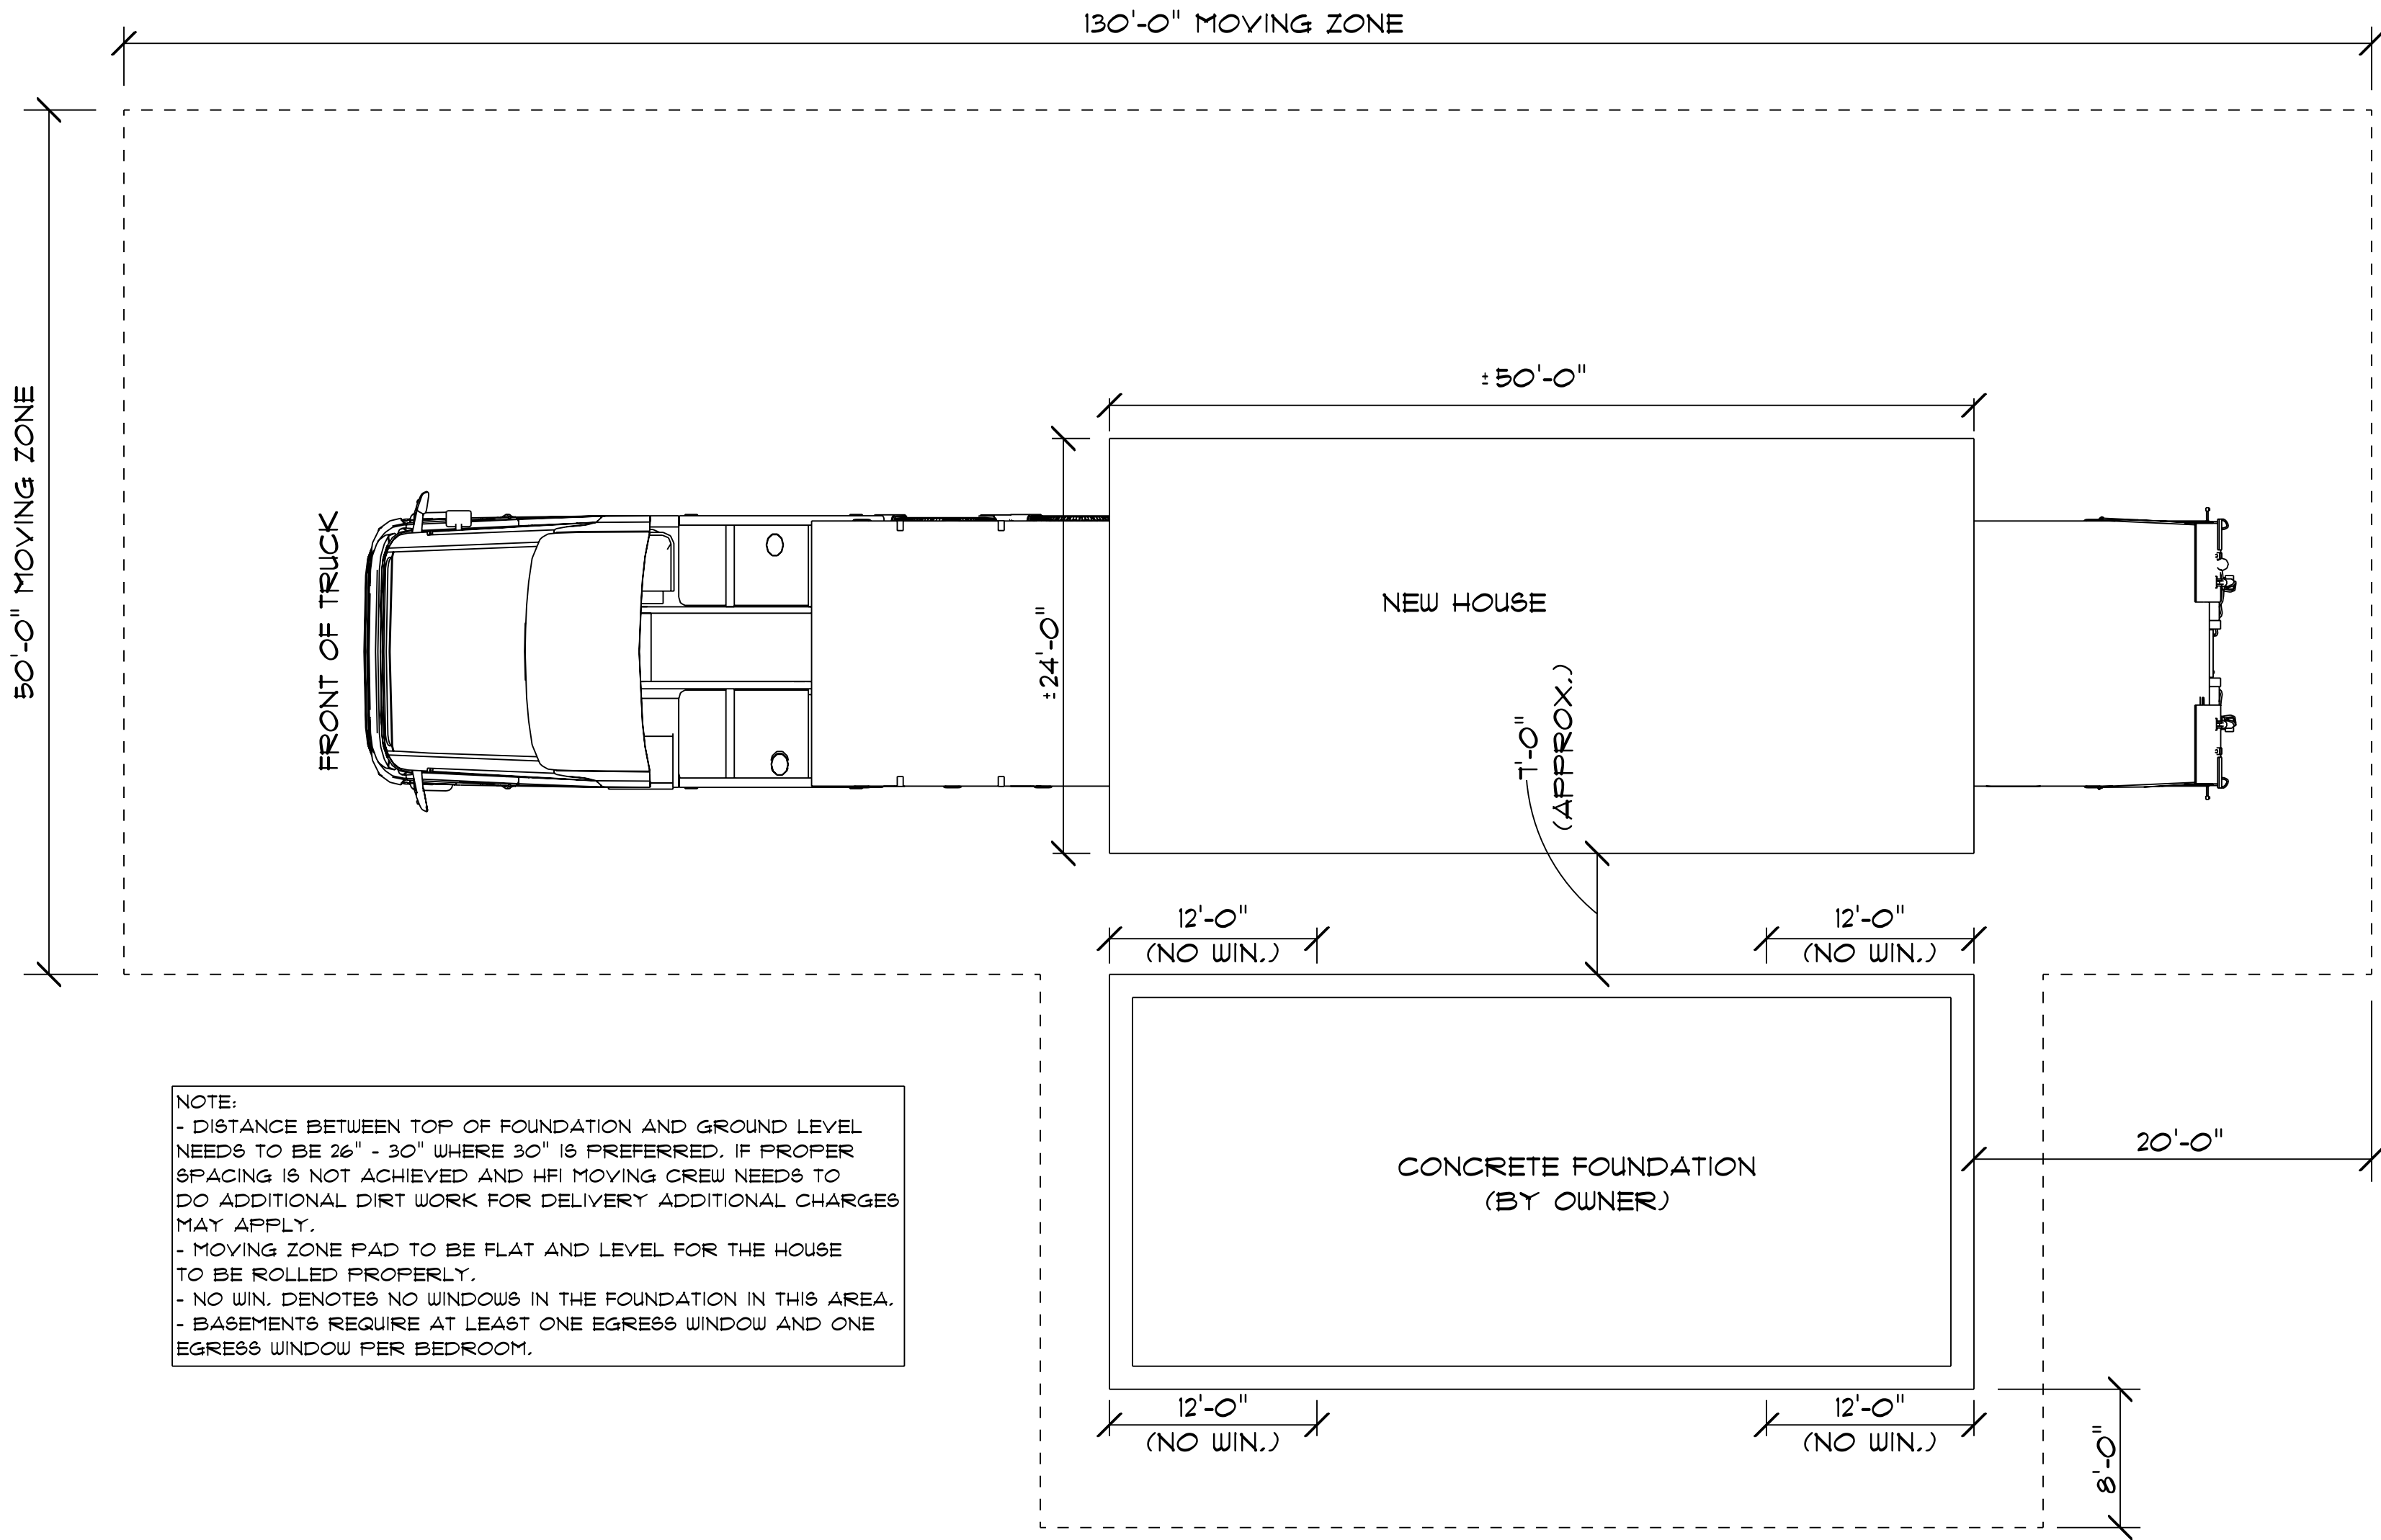 130'-0" MOVING ZONE
50'-0" MOVING ZONE
±50'-0"
FRONT OF TRUCK
±24'-0"
NEW HOUSE
7'-0"
(APPROX.)
12'-0"
(NO WIN.)
12'-0"
(NO WIN.)
NOTE:
- DISTANCE BETWEEN TOP OF FOUNDATION AND GROUND LEVEL
NEEDS TO BE 26" - 30" WHERE 30" IS PREFERRED. IF PROPER
SPACING IS NOT ACHIEVED AND HFI MOVING CREW NEEDS TO
DO ADDITIONAL DIRT WORK FOR DELIVERY ADDITIONAL CHARGES
MAY APPLY.
- MOVING ZONE PAD TO BE FLAT AND LEVEL FOR THE HOUSE
TO BE ROLLED PROPERLY.
- NO WIN. DENOTES NO WINDOWS IN THE FOUNDATION IN THIS AREA.
- BASEMENTS REQUIRE AT LEAST ONE EGRESS WINDOW AND ONE
EGRESS WINDOW PER BEDROOM.
CONCRETE FOUNDATION
(BY OWNER)
20'-0"
12'-0"
(NO WIN.)
12'-0"
(NO WIN.)
8'-0"